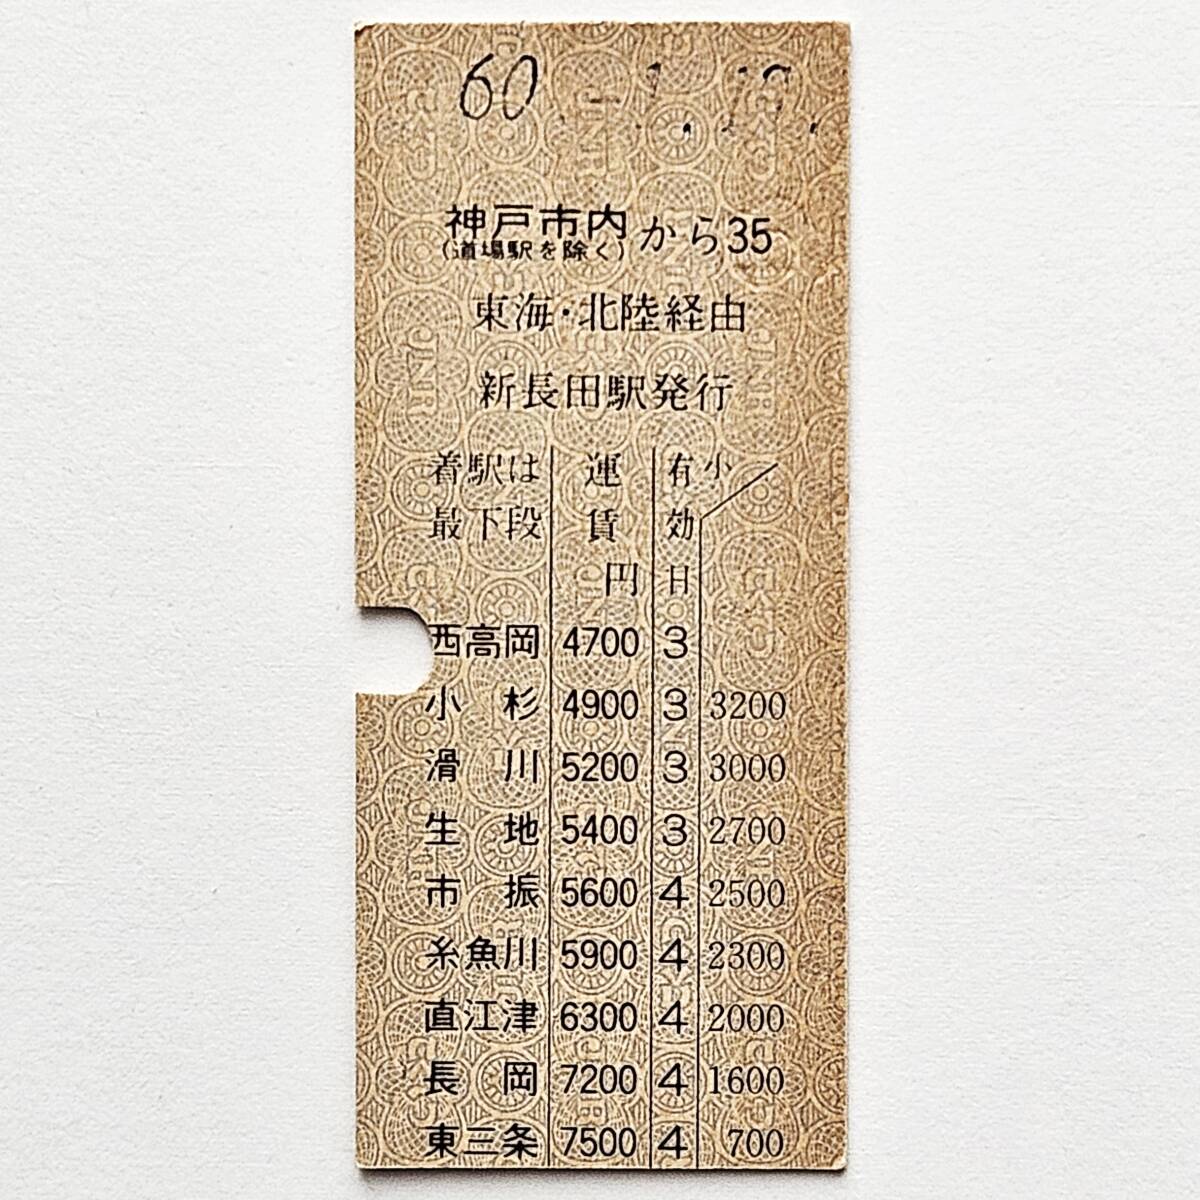 60.-1.18.
神戸市内から35
(道場駅を除く)
東海・北陸経由
新長田駅発行
着駅は 運 有 小
最下段 賃 効
円 日
西高岡 4700 3
小杉 4900 3 3200
滑川 5200 3 3000
生地 5400 3 2700
市振 5600 4 2500
糸魚川 5900 4 2300
直江津 6300 4 2000
長岡 7200 4 1600
東三条 7500 4 700